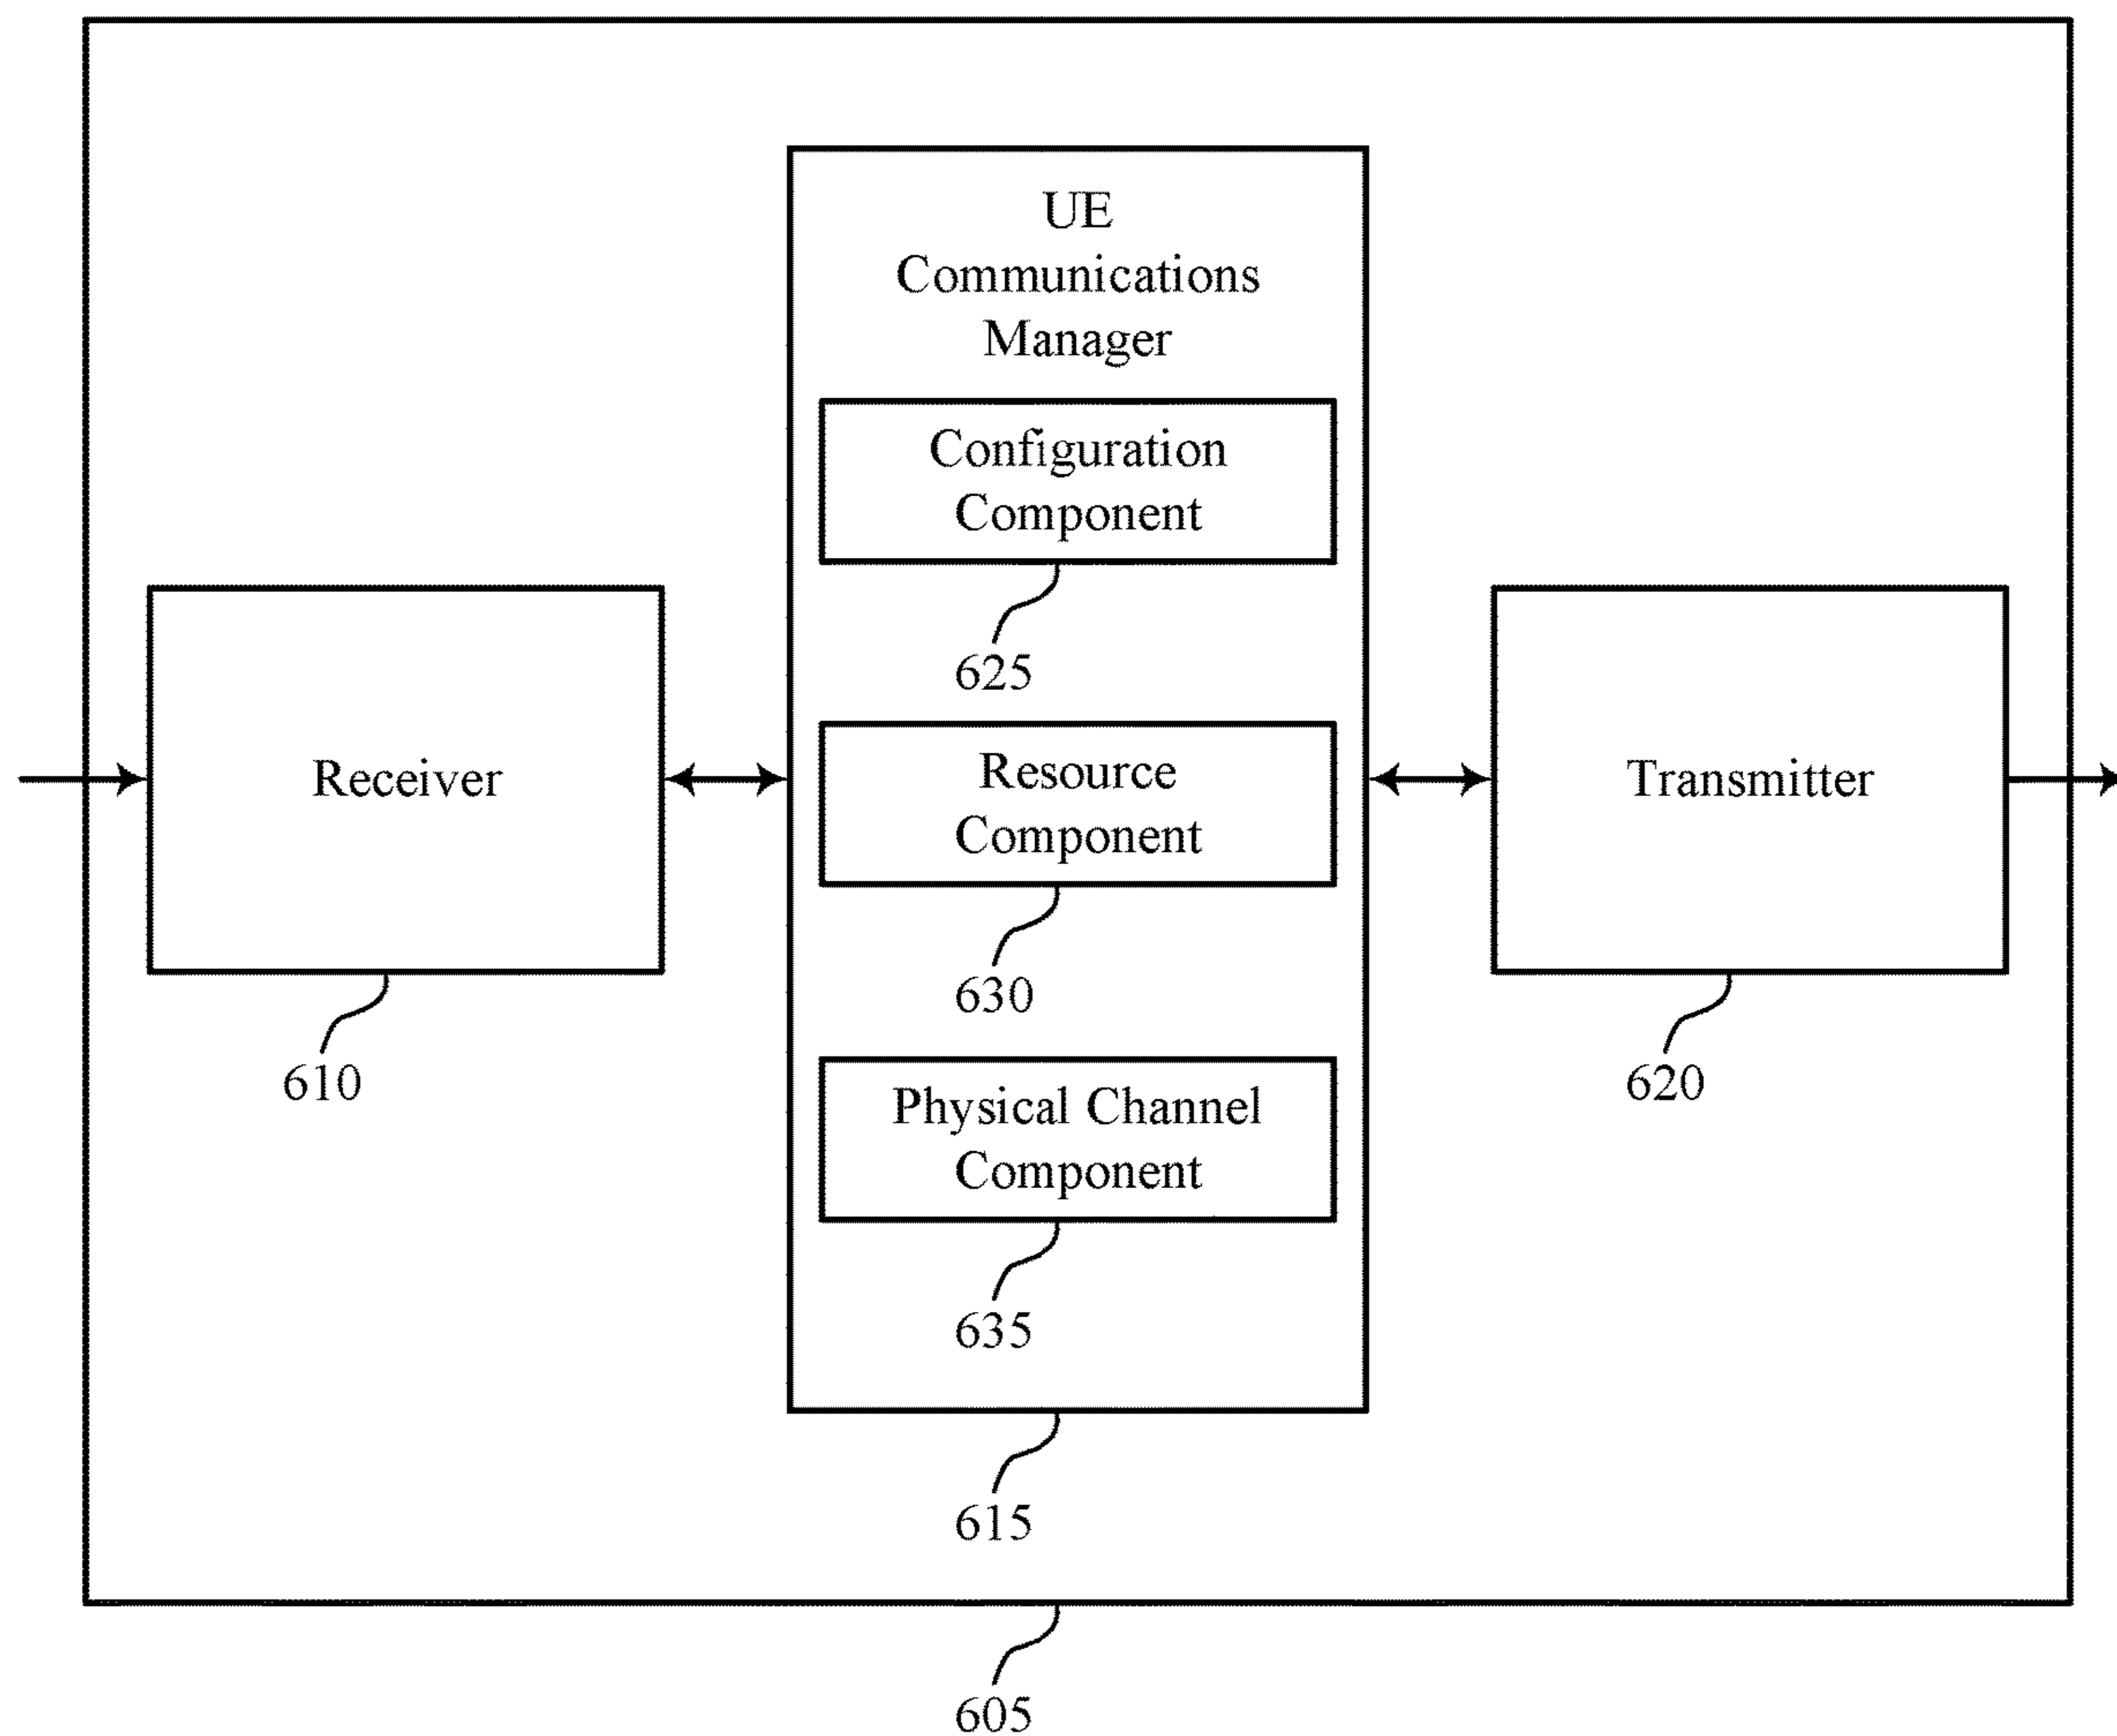 UE
Communications
Manager
Configuration
Component
625
Receiver
Resource
Component
Transmitter
630
610
620
Physical Channel
Component
635
615
605